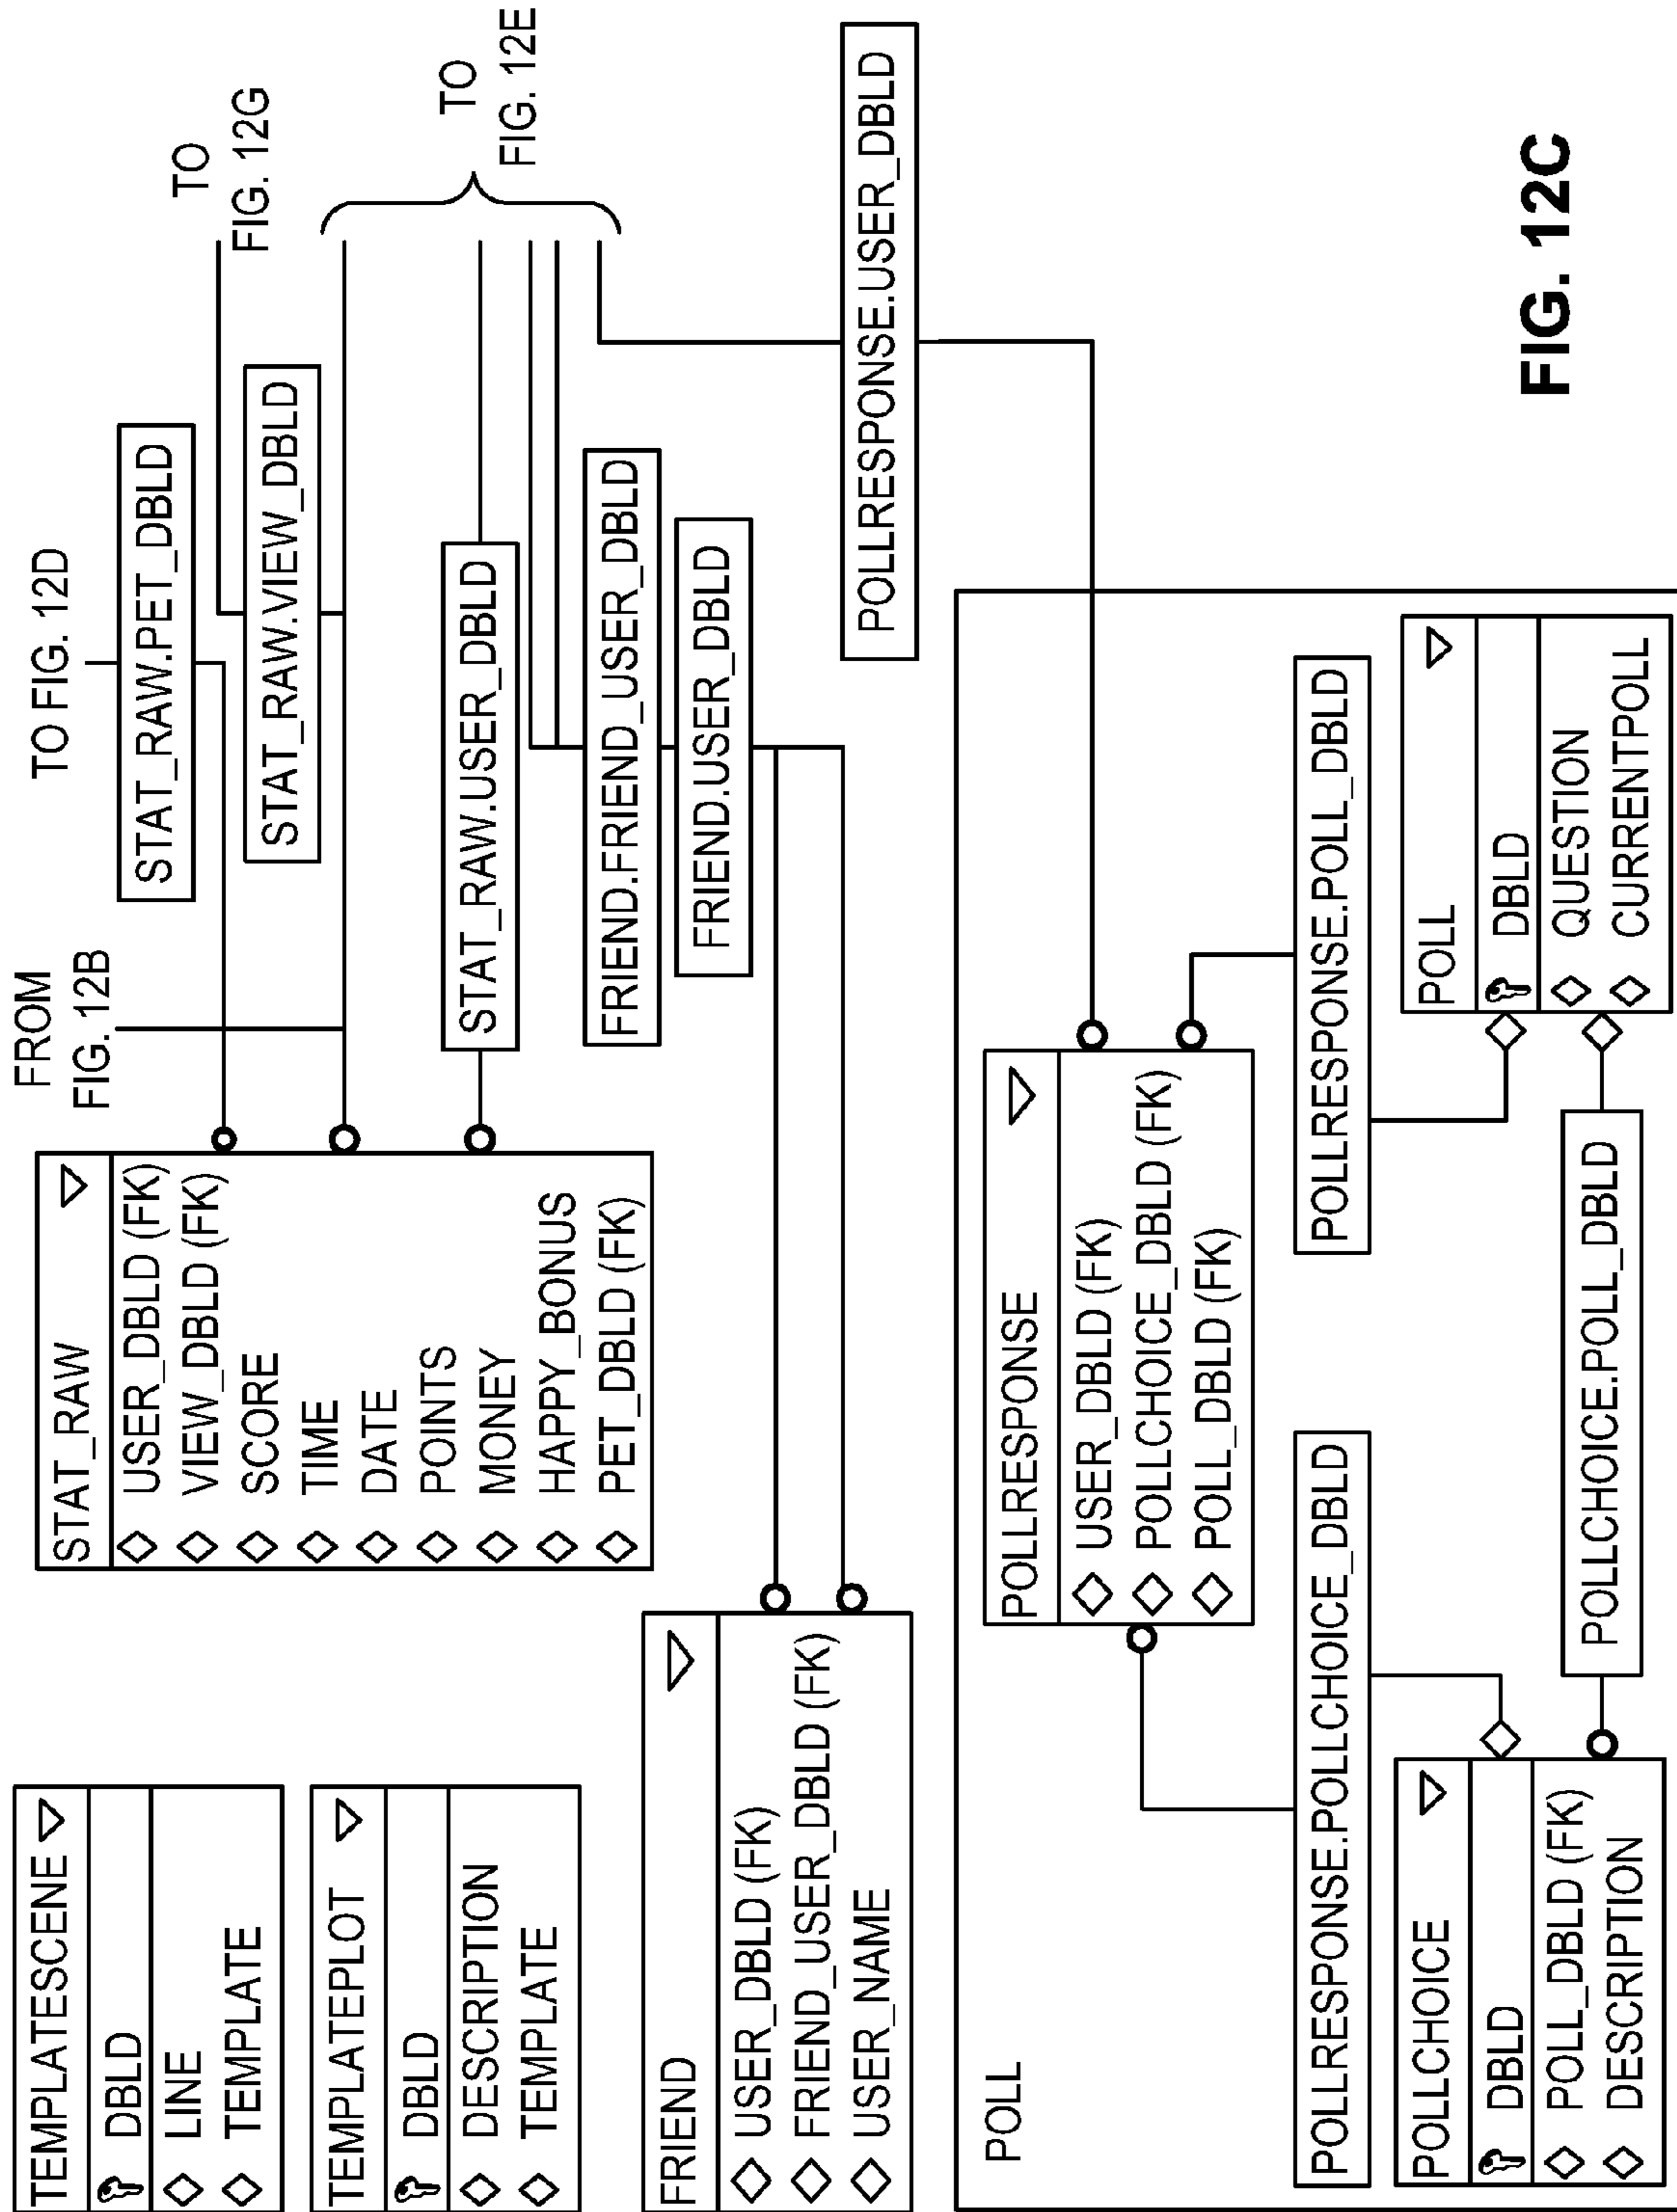 TEMPLATESCENE
DBLD
LINE
TEMPLATE
TEMPLATEPLOT
DBLD
DESCRIPTION
TEMPLATE
FROM
FIG. 12B
TO FIG. 12D
STAT_RAW
USER_DBLD (FK)
VIEW_DBLD (FK)
SCORE
TIME
DATE
POINTS
MONEY
HAPPY_BONUS
PET_DBLD (FK)
STAT_RAW.PET_DBLD
STAT_RAW.VIEW_DBLD
STAT_RAW.USER_DBLD
TO
FIG. 12G
TO
FIG. 12E
FRIEND.FRIEND_USER_DBLD
FRIEND.USER_DBLD
FRIEND
USER_DBLD (FK)
FRIEND_USER_DBLD (FK)
USER_NAME
POLLRESPONSE.USER_DBLD
POLL
POLLRESPONSE
USER_DBLD (FK)
POLLCHOICE_DBLD (FK)
POLL_DBLD (FK)
POLLRESPONSE.POLLCHOICE_DBLD
POLLRESPONSE.POLL_DBLD
POLLCHOICE
DBLD
POLL_DBLD (FK)
DESCRIPTION
POLLCHOICE.POLL_DBLD
POLL
DBLD
QUESTION
CURRENTPOLL
FIG. 12C